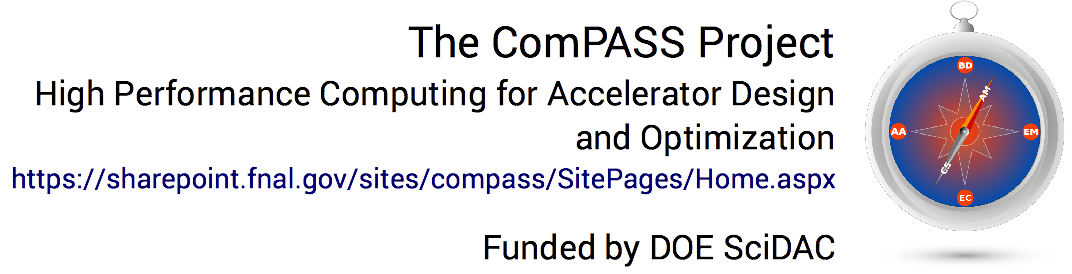 The ComPASS Project
High Performance Computing for Accelerator Design
and Optimization
https://sharepoint.fnal.gov/sites/compass/SitePages/Home.aspx
Funded by DOE SciDAC
BD
AM
AA
EM
CS
EC